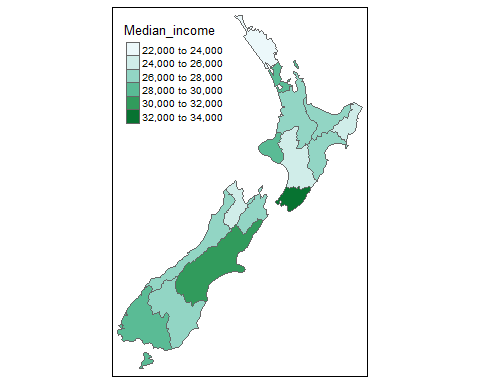 Median_income
22,000 to 24,000
24,000 to 26,000
26,000 to 28,000
28,000 to 30,000
30,000 to 32,000
32,000 to 34,000